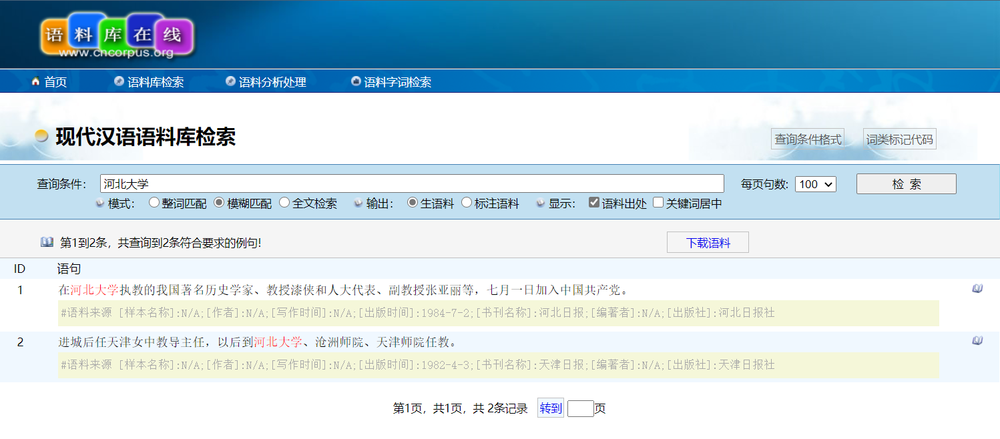 语料库在线
www.cncorpus.org
首页 语料库检索 语料分析处理 语料字词检索
现代汉语语料库检索 查询条件格式 词类标记代码
查询条件： 河北大学 每页句数: 100 检 索
模式： 整词匹配 模糊匹配 全文检索 输出： 生语料 标注语料 显示： 语料出处 关键词居中
第1到2条，共查询到2条符合要求的例句! 下载语料
ID 语句
1 在河北大学执教的我国著名历史学家、教授漆侠和人大代表、副教授张亚丽等，七月一日加入中国共产党。
#语料来源 [样本名称]:N/A;[作者]:N/A;[写作时间]:N/A;[出版时间]:1984-7-2;[书刊名称]:河北日报;[编著者]:N/A;[出版社]:河北日报社
2 进城后任天津女中教导主任，以后到河北大学、沧洲师院、天津师院任教。
#语料来源 [样本名称]:N/A;[作者]:N/A;[写作时间]:N/A;[出版时间]:1982-4-3;[书刊名称]:天津日报;[编著者]:N/A;[出版社]:天津日报社
第1页，共1页，共 2条记录 转到 页